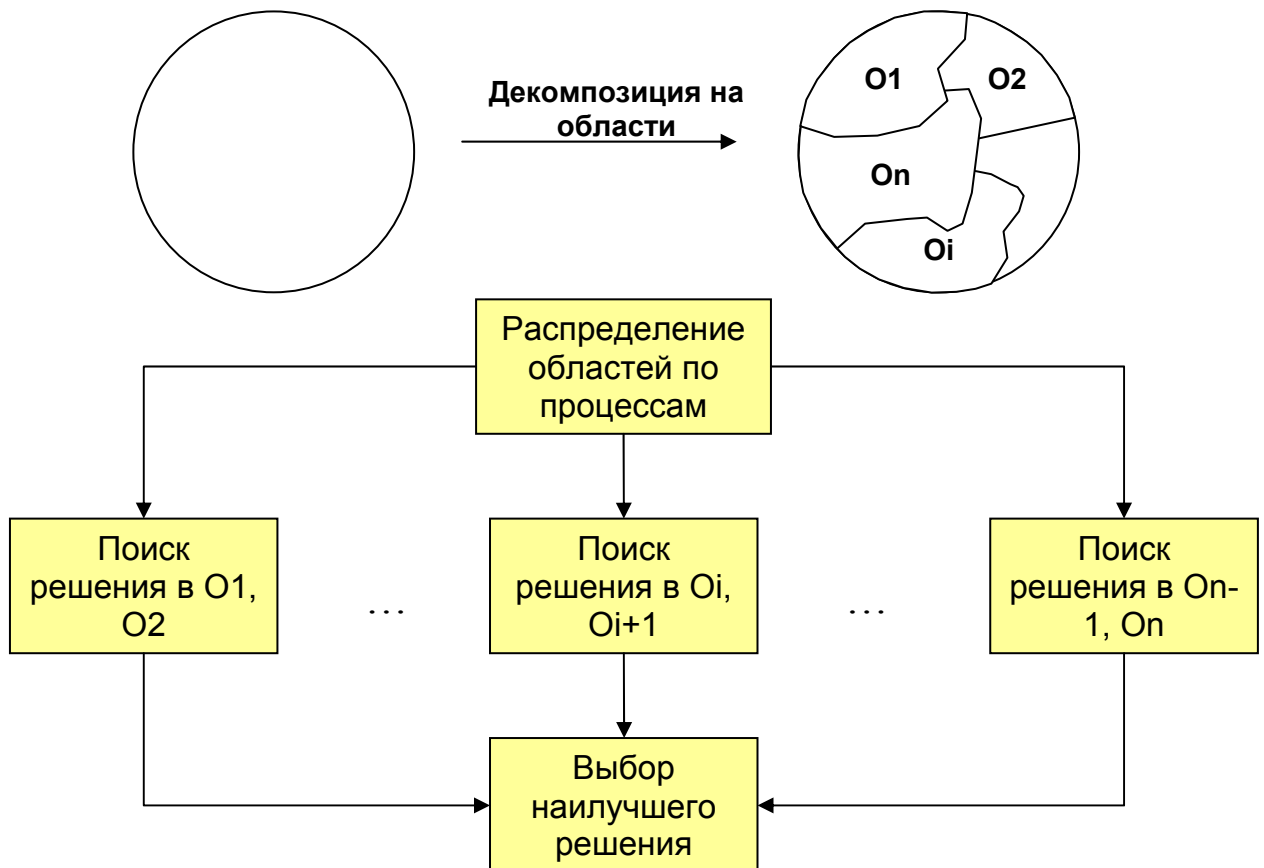 O1
O2
Декомпозиция на
области
On
Oi
Распределение
областей по
процессам
Поиск
решения в O1,
O2
...
Поиск
решения в Oi,
Oi+1
...
Поиск
решения в On-
1, On
Выбор
наилучшего
решения